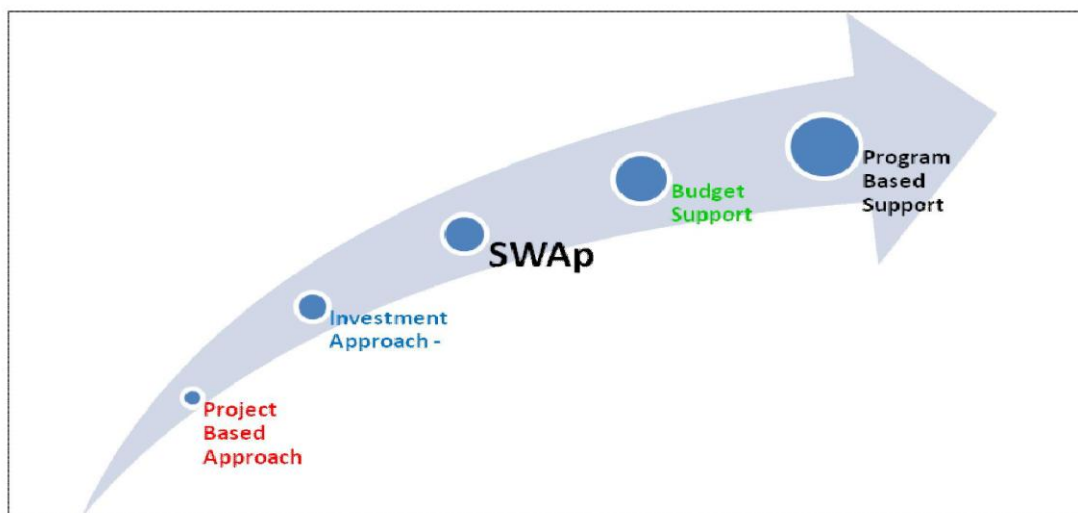 Project
Based
Approach
Investment
Approach -
SWAp
Budget
Support
Program
Based
Support